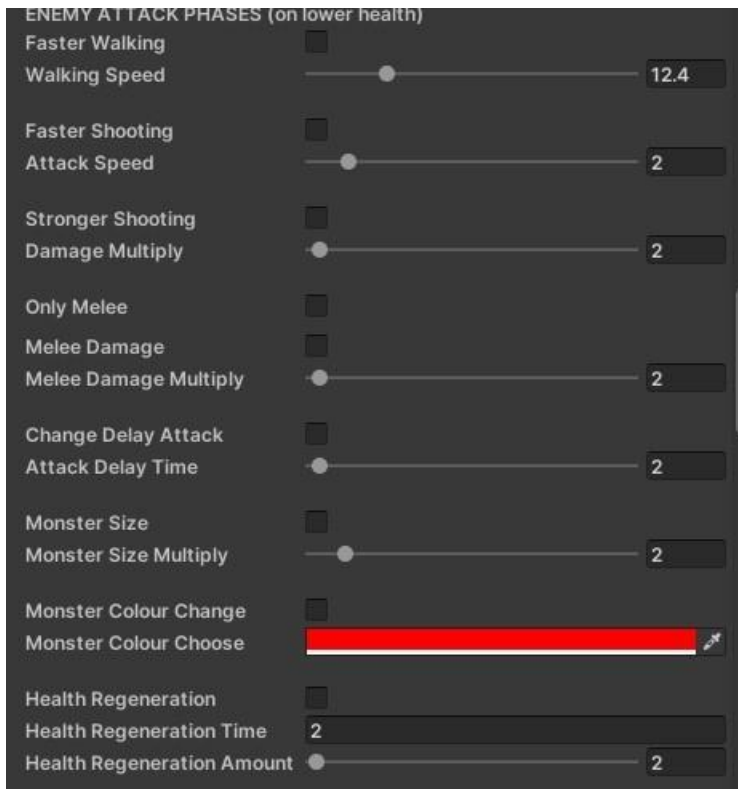 ENEMY ATTACK PHASES (on lower health)
Faster Walking
Walking Speed 12.4
Faster Shooting
Attack Speed 2
Stronger Shooting
Damage Multiply 2
Only Melee
Melee Damage
Melee Damage Multiply 2
Change Delay Attack
Attack Delay Time 2
Monster Size
Monster Size Multiply 2
Monster Colour Change
Monster Colour Choose
Health Regeneration
Health Regeneration Time 2
Health Regeneration Amount 2